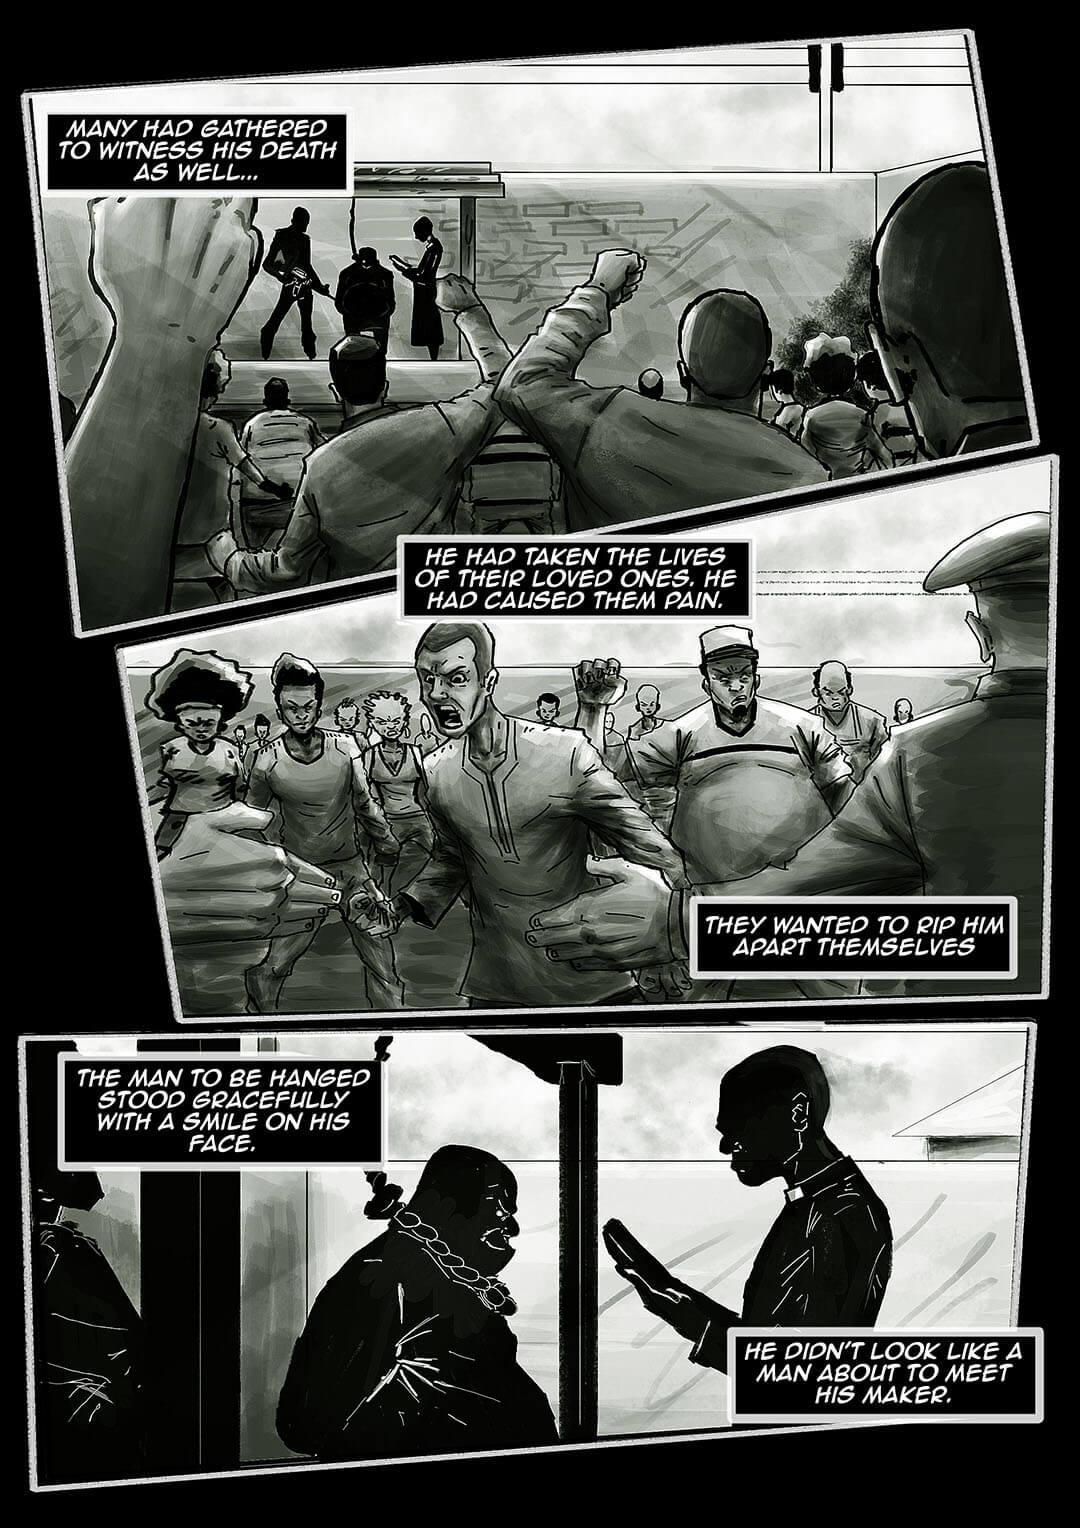 MANY HAD GATHERED
TO WITNESS HIS DEATH
AS WELL...
HE HAD TAKEN THE LIVES
OF THEIR LOVED ONES. HE
HAD CAUSED THEM PAIN.
THEY WANTED TO RIP HIM
APART THEMSELVES
THE MAN TO BE HANGED
STOOD GRACEFULLY
WITH A SMILE ON HIS
FACE.
HE DIDN'T LOOK LIKE A
MAN ABOUT TO MEET
HIS MAKER.